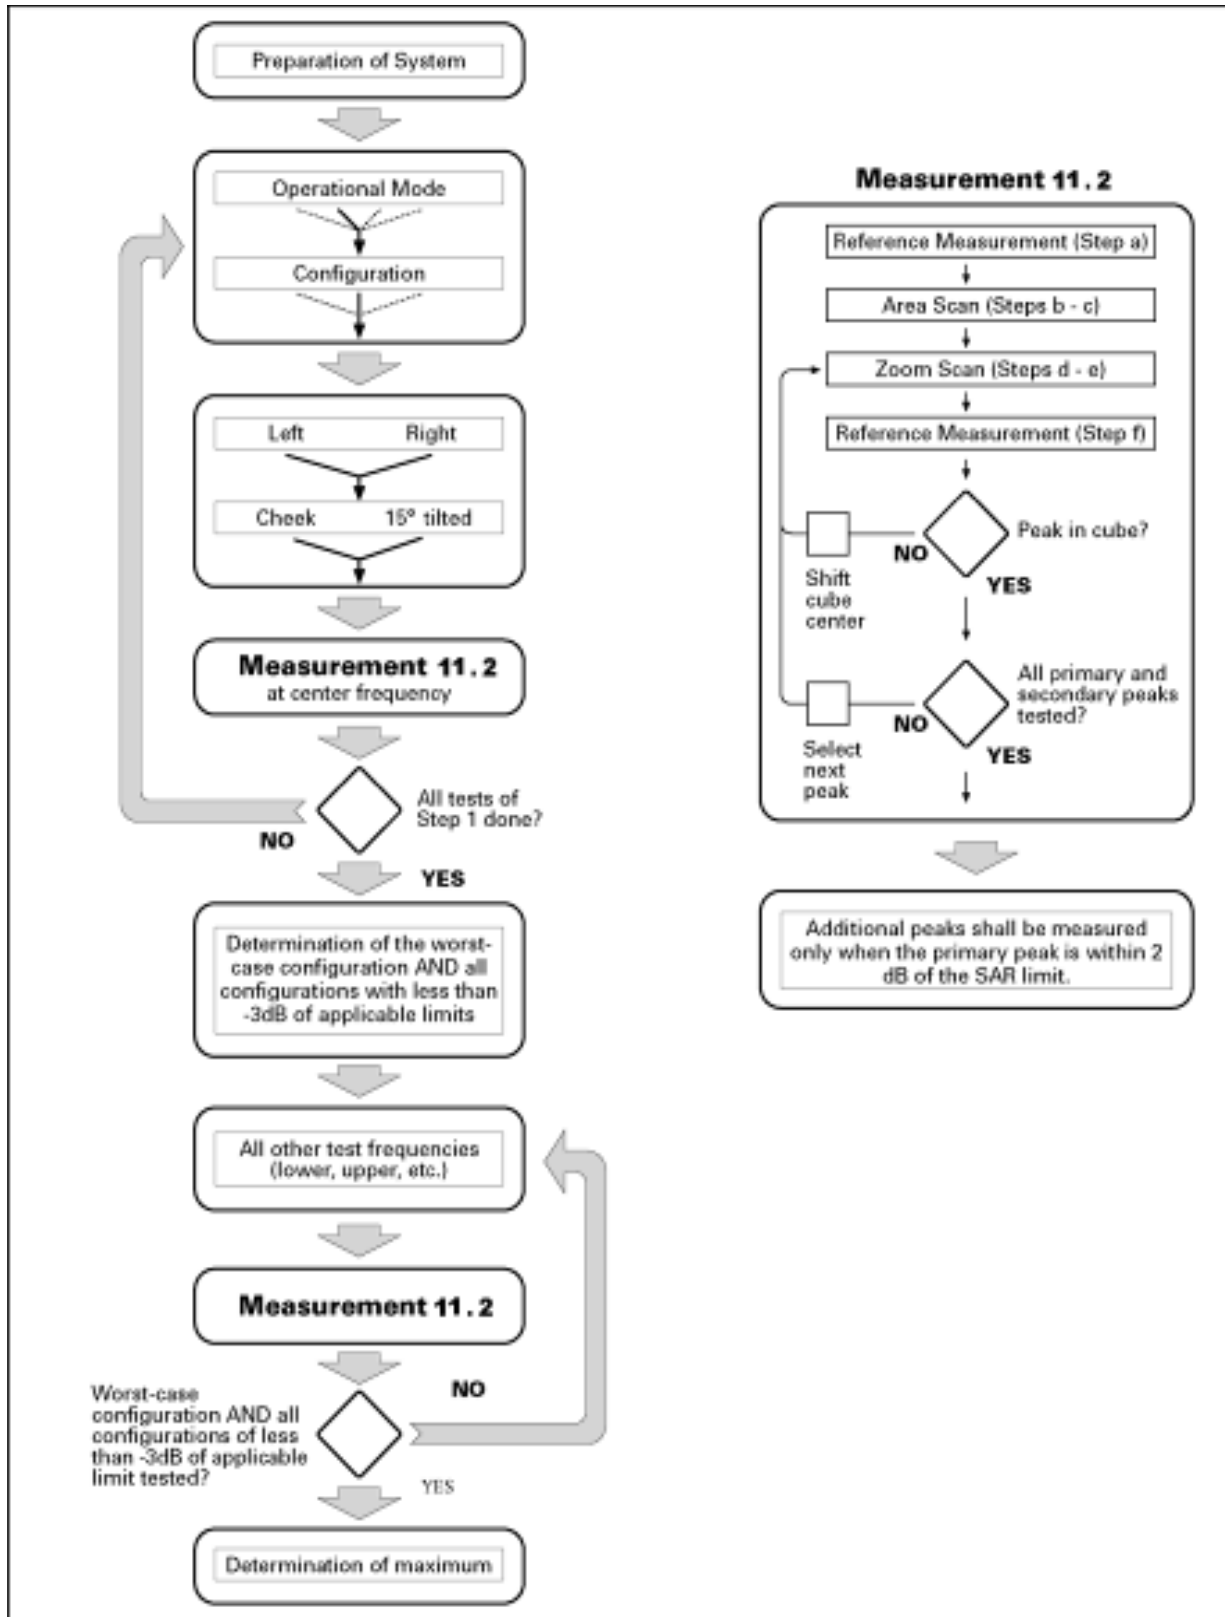 Preparation of System
Operational Mode
Configuration
Left Right
Cheek 15° tilted
Measurement 11.2
at center frequency
All tests of
Step 1 done?
NO
YES
Determination of the worst-
case configuration AND all
configurations with less than
-3dB of applicable limits
All other test frequencies
(lower, upper, etc.)
Measurement 11.2
NO
Worst-case
configuration AND all
configurations of less
than -3dB of applicable
limit tested?
YES
Determination of maximum
Measurement 11.2
Reference Measurement (Step a)
Area Scan (Steps b - c)
Zoom Scan (Steps d - e)
Reference Measurement (Step f)
Peak in cube?
NO
YES
Shift
cube
center
All primary and
secondary peaks
tested?
NO
YES
Select
next
peak
Additional peaks shall be measured
only when the primary peak is within 2
dB of the SAR limit.